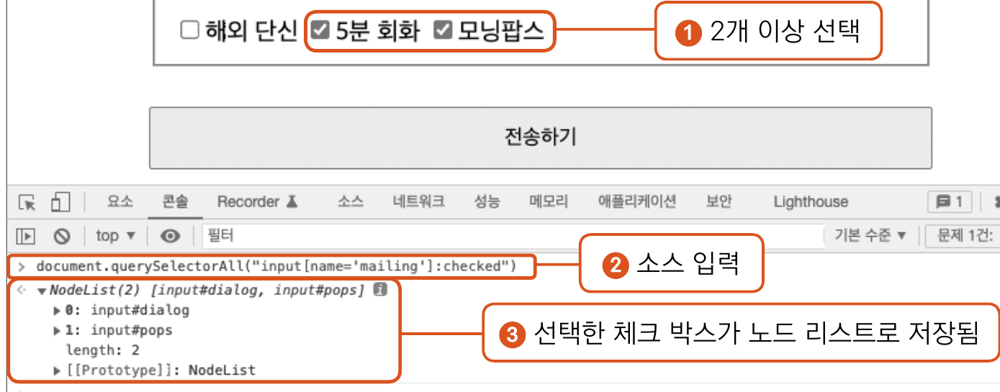 해외 단신 5분 회화 모닝팝스
1 2개 이상 선택
전송하기
요소 콘솔 Recorder 소스 네트워크 성능 메모리 애플리케이션 보안 Lighthouse 1
top ▼ 필터 기본 수준 ▼ 문제 1건:
> document.querySelectorAll("input[name='mailing']:checked")
2 소스 입력
<· ▼NodeList(2) [input#dialog, input#pops] i
▶0: input#dialog
▶1: input#pops
length: 2
▶[[Prototype]]: NodeList
3 선택한 체크 박스가 노드 리스트로 저장됨